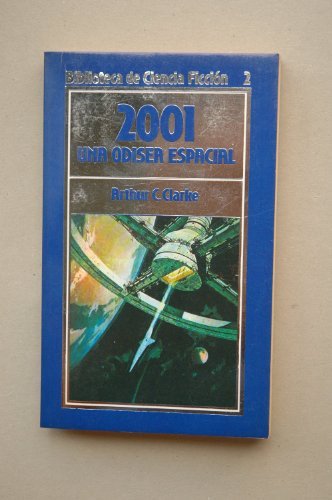 Biblioteca de Ciencia Ficción 2
2001
UNA ODISEA ESPACIAL
Arthur C. Clarke